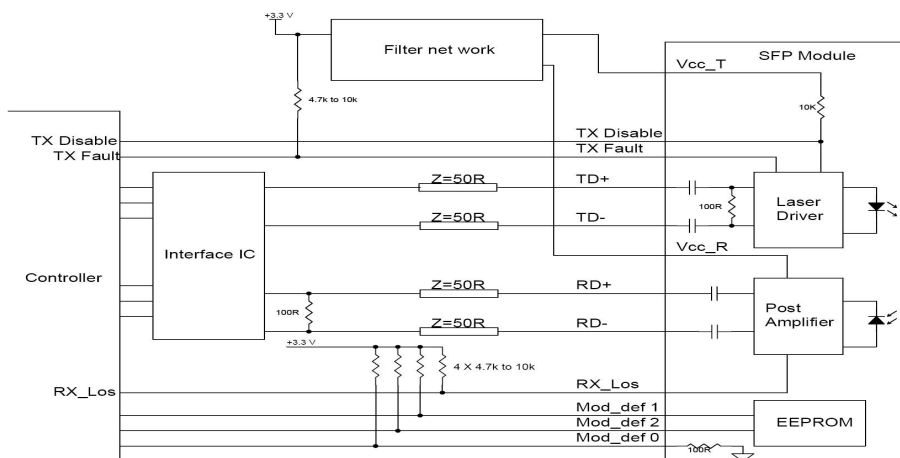 +3.3 V
Filter net work
SFP Module
Vcc_T
4.7k to 10k
10K
TX Disable
TX Disable
TX Fault
TX Fault
Z=50R
TD+
Laser
Driver
100R
Z=50R
TD-
Vcc_R
Interface IC
Controller
Z=50R
RD+
100R
Post
Amplifier
Z=50R
RD-
+3.3 V
4 X 4.7k to 10k
RX_Los
RX_Los
Mod_def 1
Mod_def 2
EEPROM
Mod_def 0
100R